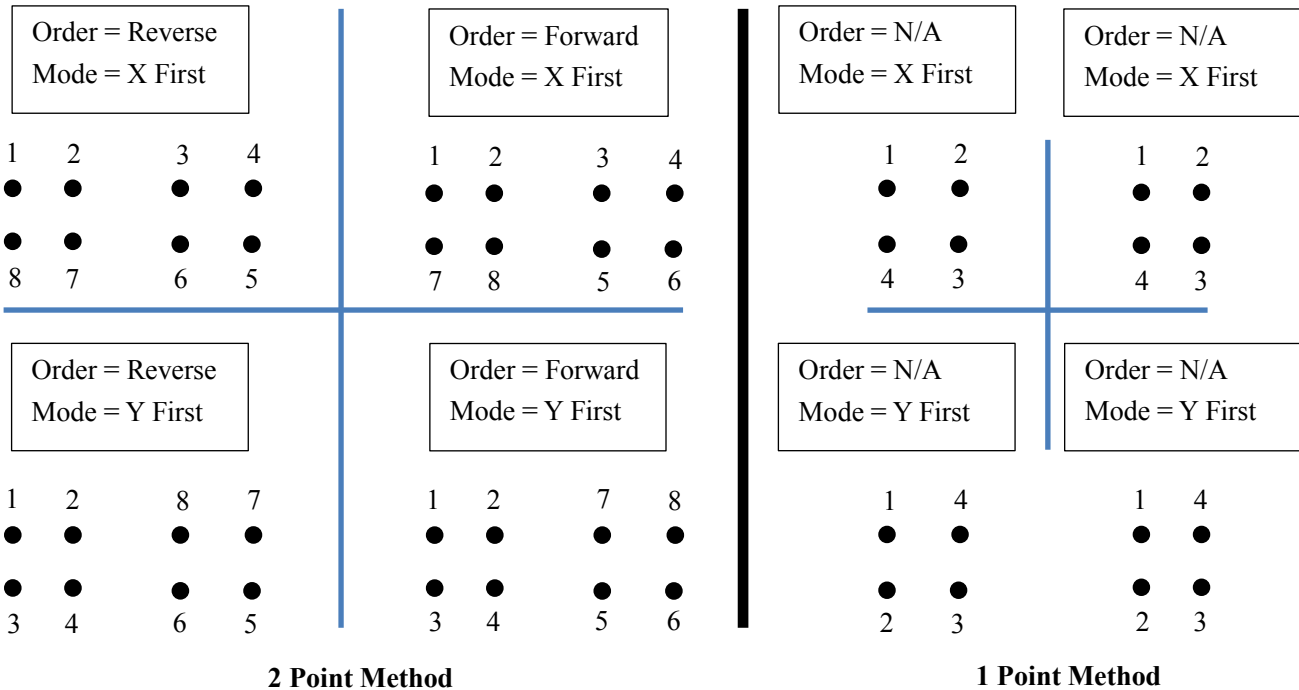 Order = Reverse
Mode = X First
1 2 3 4
8 7 6 5
Order = Forward
Mode = X First
1 2 3 4
7 8 5 6
Order = N/A
Mode = X First
1 2
4 3
Order = N/A
Mode = X First
1 2
4 3
Order = Reverse
Mode = Y First
1 2 8 7
3 4 6 5
Order = Forward
Mode = Y First
1 2 7 8
3 4 5 6
Order = N/A
Mode = Y First
1 4
2 3
Order = N/A
Mode = Y First
1 4
2 3
2 Point Method
1 Point Method